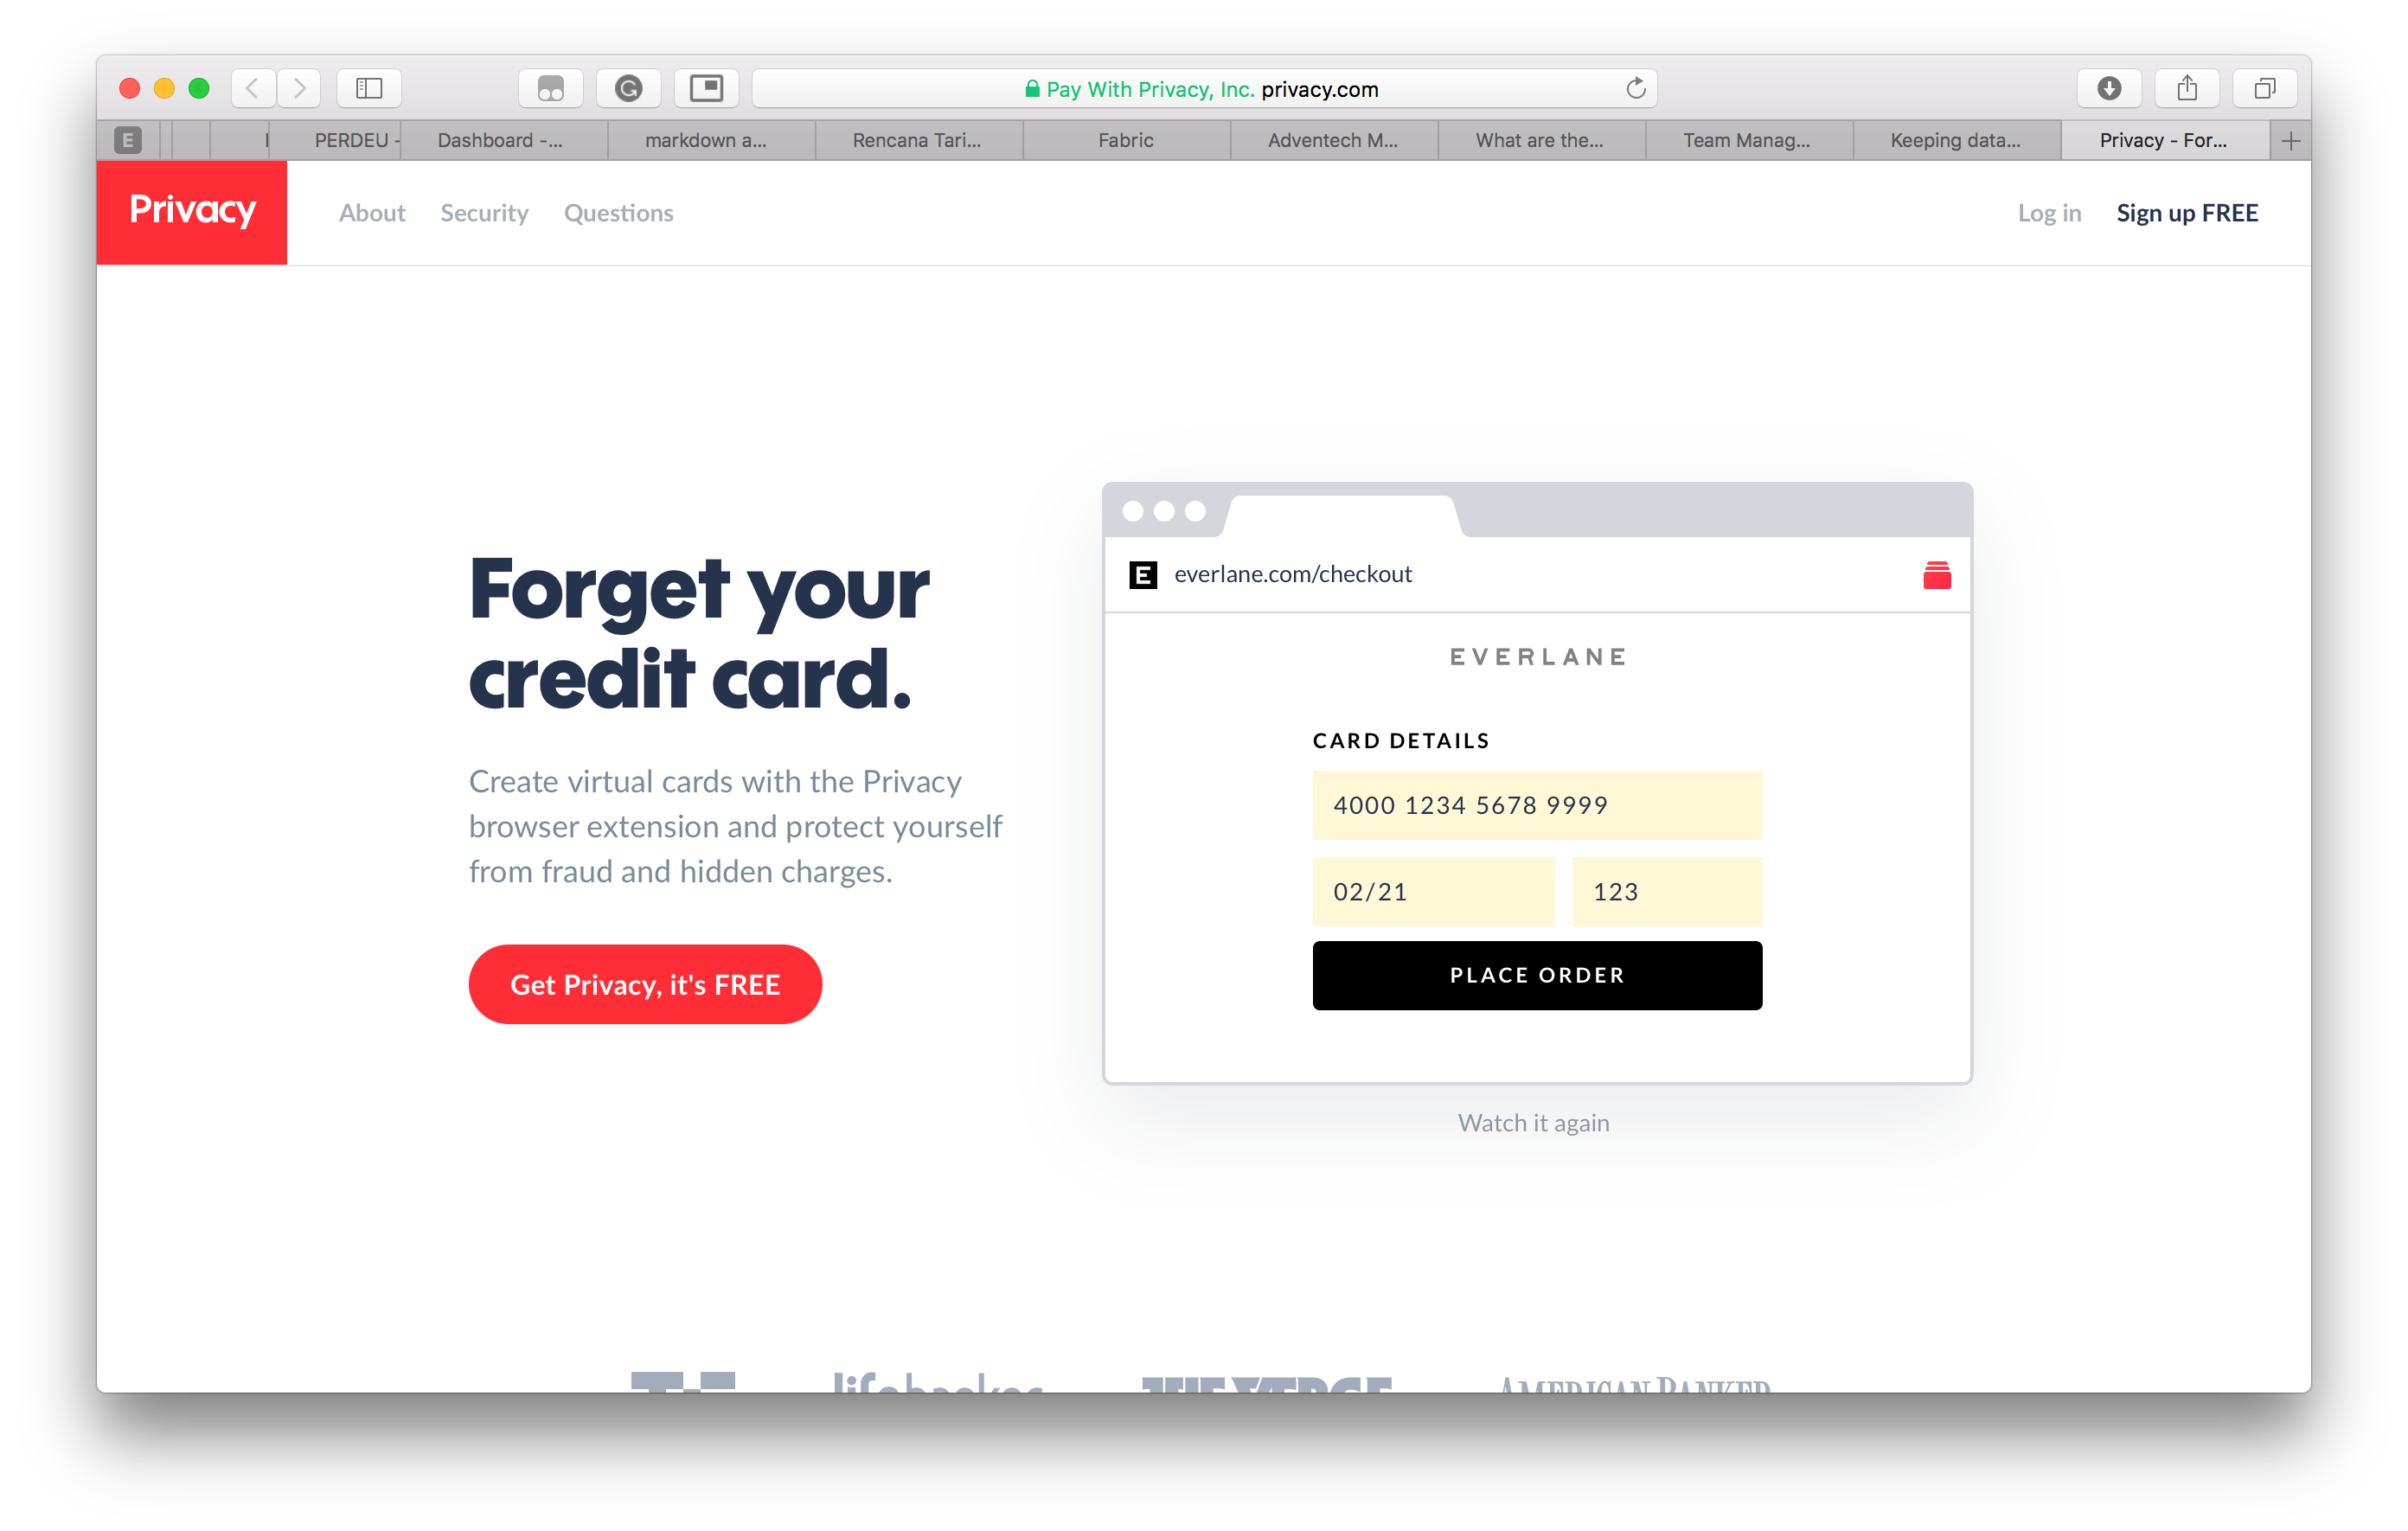 Pay With Privacy, Inc. privacy.com
E
PERDEU -
Dashboard -...
markdown a...
Rencana Tari...
Fabric
Adventech M...
What are the...
Team Manag...
Keeping data...
Privacy - For...
Privacy
About
Security
Questions
Log in
Sign up FREE
Forget your
credit card.
Create virtual cards with the Privacy
browser extension and protect yourself
from fraud and hidden charges.
Get Privacy, it's FREE
E
everlane.com/checkout
EVERLANE
CARD DETAILS
4000 1234 5678 9999
02/21
123
PLACE ORDER
Watch it again
lifehacker
THE VERGE
AMERICAN BANKER